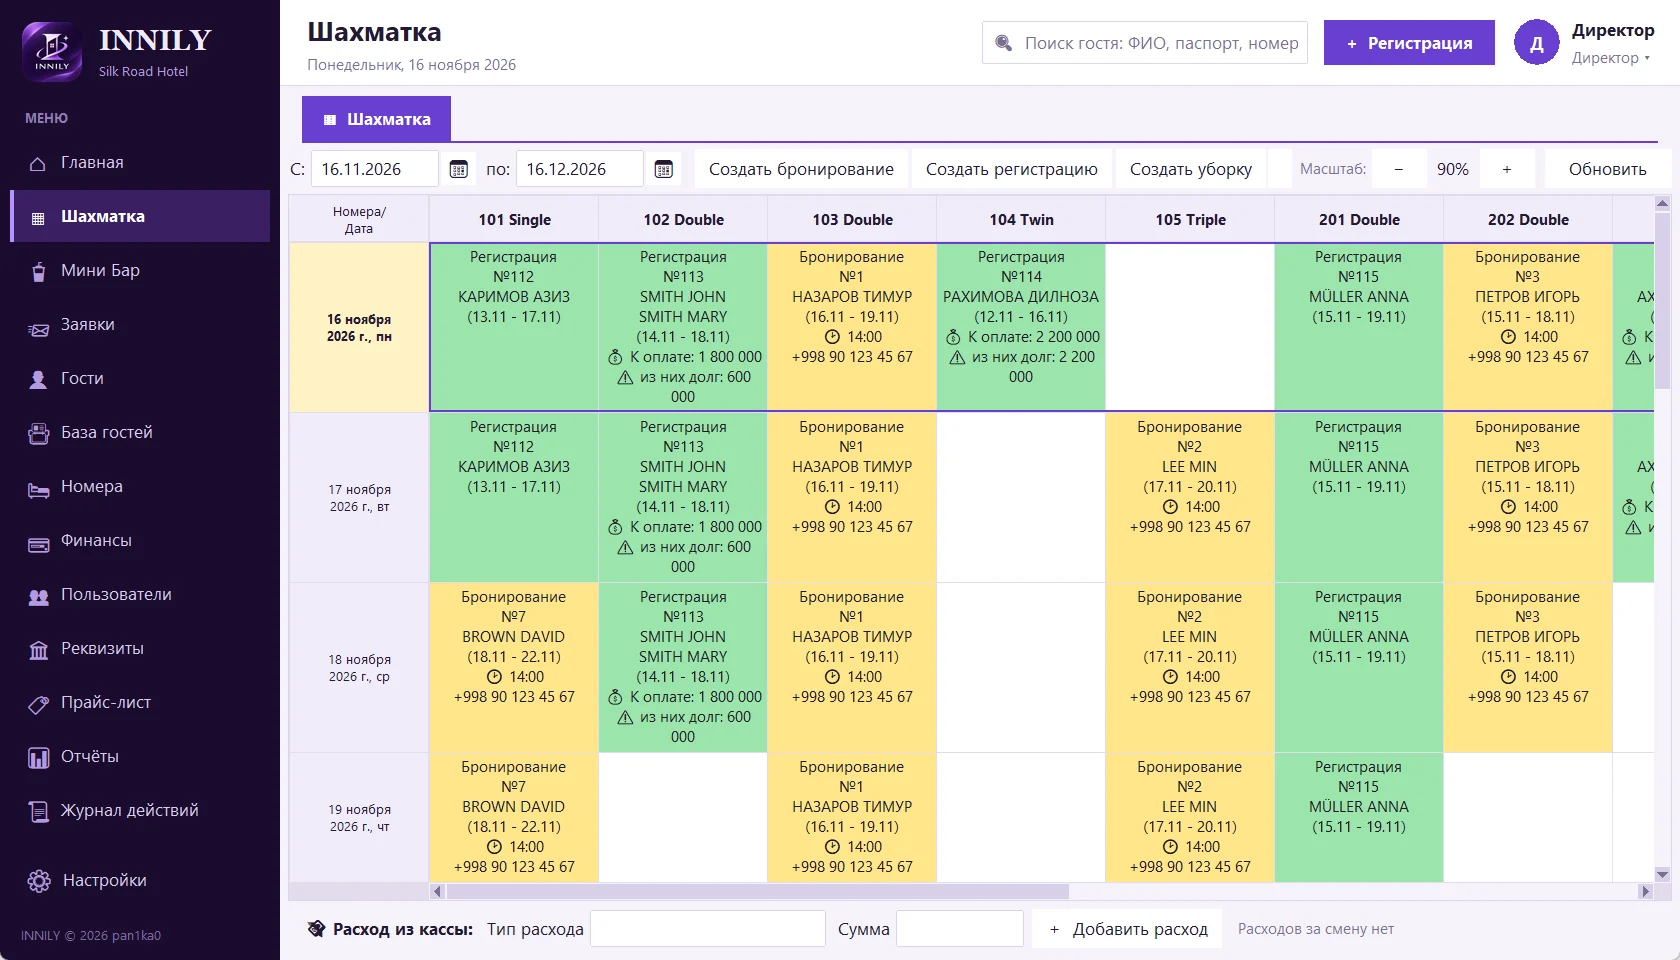 INNILY
INNILY
Silk Road Hotel
МЕНЮ
Главная
Шахматка
Мини Бар
Заявки
Гости
База гостей
Номера
Финансы
Пользователи
Реквизиты
Прайс-лист
Отчёты
Журнал действий
Настройки
INNILY © 2026 pan1ka0
Шахматка
Понедельник, 16 ноября 2026
Поиск гостя: ФИО, паспорт, номер
+ Регистрация
Д
Директор
Директор
Шахматка
С: 16.11.2026 по: 16.12.2026 Создать бронирование Создать регистрацию Создать уборку Масштаб: − 90% + Обновить
Номера/
Дата
101 Single
102 Double
103 Double
104 Twin
105 Triple
201 Double
202 Double
16 ноября
2026 г., пн
Регистрация
№112
КАРИМОВ АЗИЗ
(13.11 - 17.11)
Регистрация
№113
SMITH JOHN
SMITH MARY
(14.11 - 18.11)
К оплате: 1 800 000
из них долг: 600
000
Бронирование
№1
НАЗАРОВ ТИМУР
(16.11 - 19.11)
14:00
+998 90 123 45 67
Регистрация
№114
РАХИМОВА ДИЛНОЗА
(12.11 - 16.11)
К оплате: 2 200 000
из них долг: 2 200
000
Регистрация
№115
MÜLLER ANNA
(15.11 - 19.11)
Бронирование
№3
ПЕТРОВ ИГОРЬ
(15.11 - 18.11)
14:00
+998 90 123 45 67
АХ
(
К
и
17 ноября
2026 г., вт
Регистрация
№112
КАРИМОВ АЗИЗ
(13.11 - 17.11)
Регистрация
№113
SMITH JOHN
SMITH MARY
(14.11 - 18.11)
К оплате: 1 800 000
из них долг: 600
000
Бронирование
№1
НАЗАРОВ ТИМУР
(16.11 - 19.11)
14:00
+998 90 123 45 67
Бронирование
№2
LEE MIN
(17.11 - 20.11)
14:00
+998 90 123 45 67
Регистрация
№115
MÜLLER ANNA
(15.11 - 19.11)
Бронирование
№3
ПЕТРОВ ИГОРЬ
(15.11 - 18.11)
14:00
+998 90 123 45 67
АХ
(
К
и
18 ноября
2026 г., ср
Бронирование
№7
BROWN DAVID
(18.11 - 22.11)
14:00
+998 90 123 45 67
Регистрация
№113
SMITH JOHN
SMITH MARY
(14.11 - 18.11)
К оплате: 1 800 000
из них долг: 600
000
Бронирование
№1
НАЗАРОВ ТИМУР
(16.11 - 19.11)
14:00
+998 90 123 45 67
Бронирование
№2
LEE MIN
(17.11 - 20.11)
14:00
+998 90 123 45 67
Регистрация
№115
MÜLLER ANNA
(15.11 - 19.11)
Бронирование
№3
ПЕТРОВ ИГОРЬ
(15.11 - 18.11)
14:00
+998 90 123 45 67
19 ноября
2026 г., чт
Бронирование
№7
BROWN DAVID
(18.11 - 22.11)
14:00
+998 90 123 45 67
Бронирование
№1
НАЗАРОВ ТИМУР
(16.11 - 19.11)
14:00
+998 90 123 45 67
Бронирование
№2
LEE MIN
(17.11 - 20.11)
14:00
+998 90 123 45 67
Регистрация
№115
MÜLLER ANNA
(15.11 - 19.11)
Расход из кассы: Тип расхода Сумма + Добавить расход Расходов за смену нет